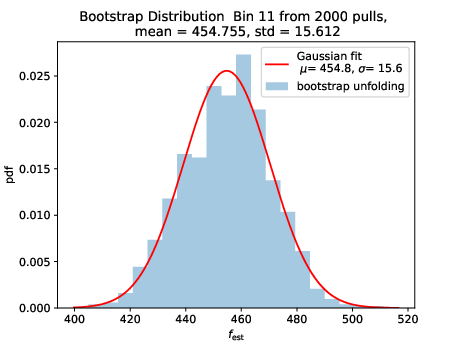 Bootstrap Distribution  Bin 11 from 2000 pulls,
mean = 454.755, std = 15.612
Gaussian fit
μ= 454.8, σ= 15.6
bootstrap unfolding
pdf
0.025
0.020
0.015
0.010
0.005
0.000
400 420 440 460 480 500 520
f_est